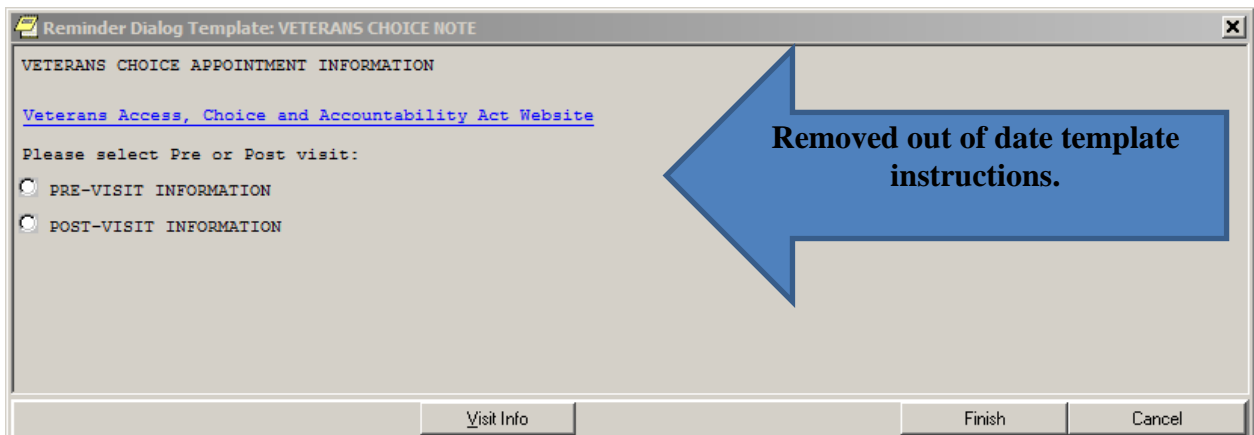 Reminder Dialog Template: VETERANS CHOICE NOTE
VETERANS CHOICE APPOINTMENT INFORMATION
Veterans Access, Choice and Accountability Act Website
Please select Pre or Post visit:
PRE-VISIT INFORMATION
POST-VISIT INFORMATION
Removed out of date template
instructions.
Visit Info
Finish
Cancel